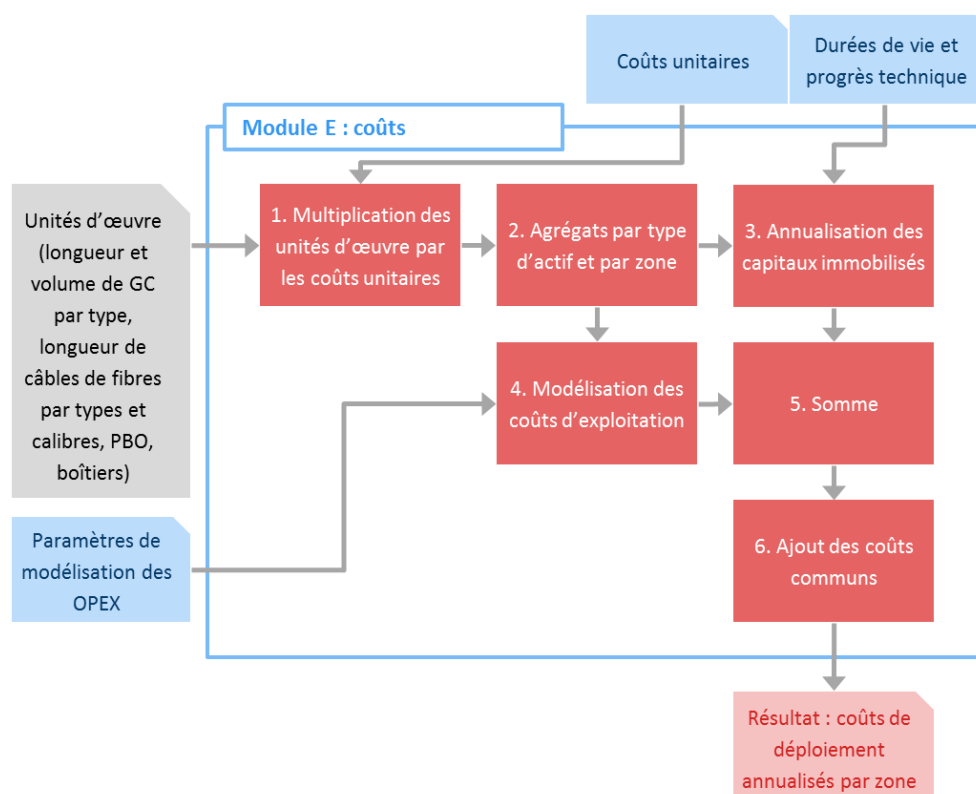 Coûts unitaires
Durées de vie et
progrès technique
Module E : coûts
Unités d’œuvre
(longueur et
volume de GC
par type,
longueur de
câbles de fibres
par types et
calibres, PBO,
boîtiers)
1. Multiplication des
unités d’œuvre par
les coûts unitaires
2. Agrégats par type
d’actif et par zone
3. Annualisation des
capitaux immobilisés
4. Modélisation des
coûts d’exploitation
5. Somme
Paramètres de
modélisation des
OPEX
6. Ajout des coûts
communs
Résultat : coûts de
déploiement
annualisés par zone